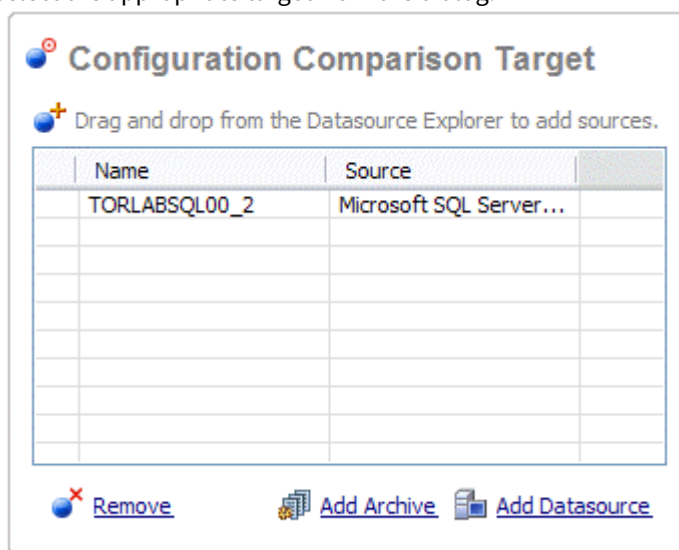 Configuration Comparison Target
Drag and drop from the Datasource Explorer to add sources.
Name Source
TORLABSQL00_2 Microsoft SQL Server...
Remove Add Archive Add Datasource